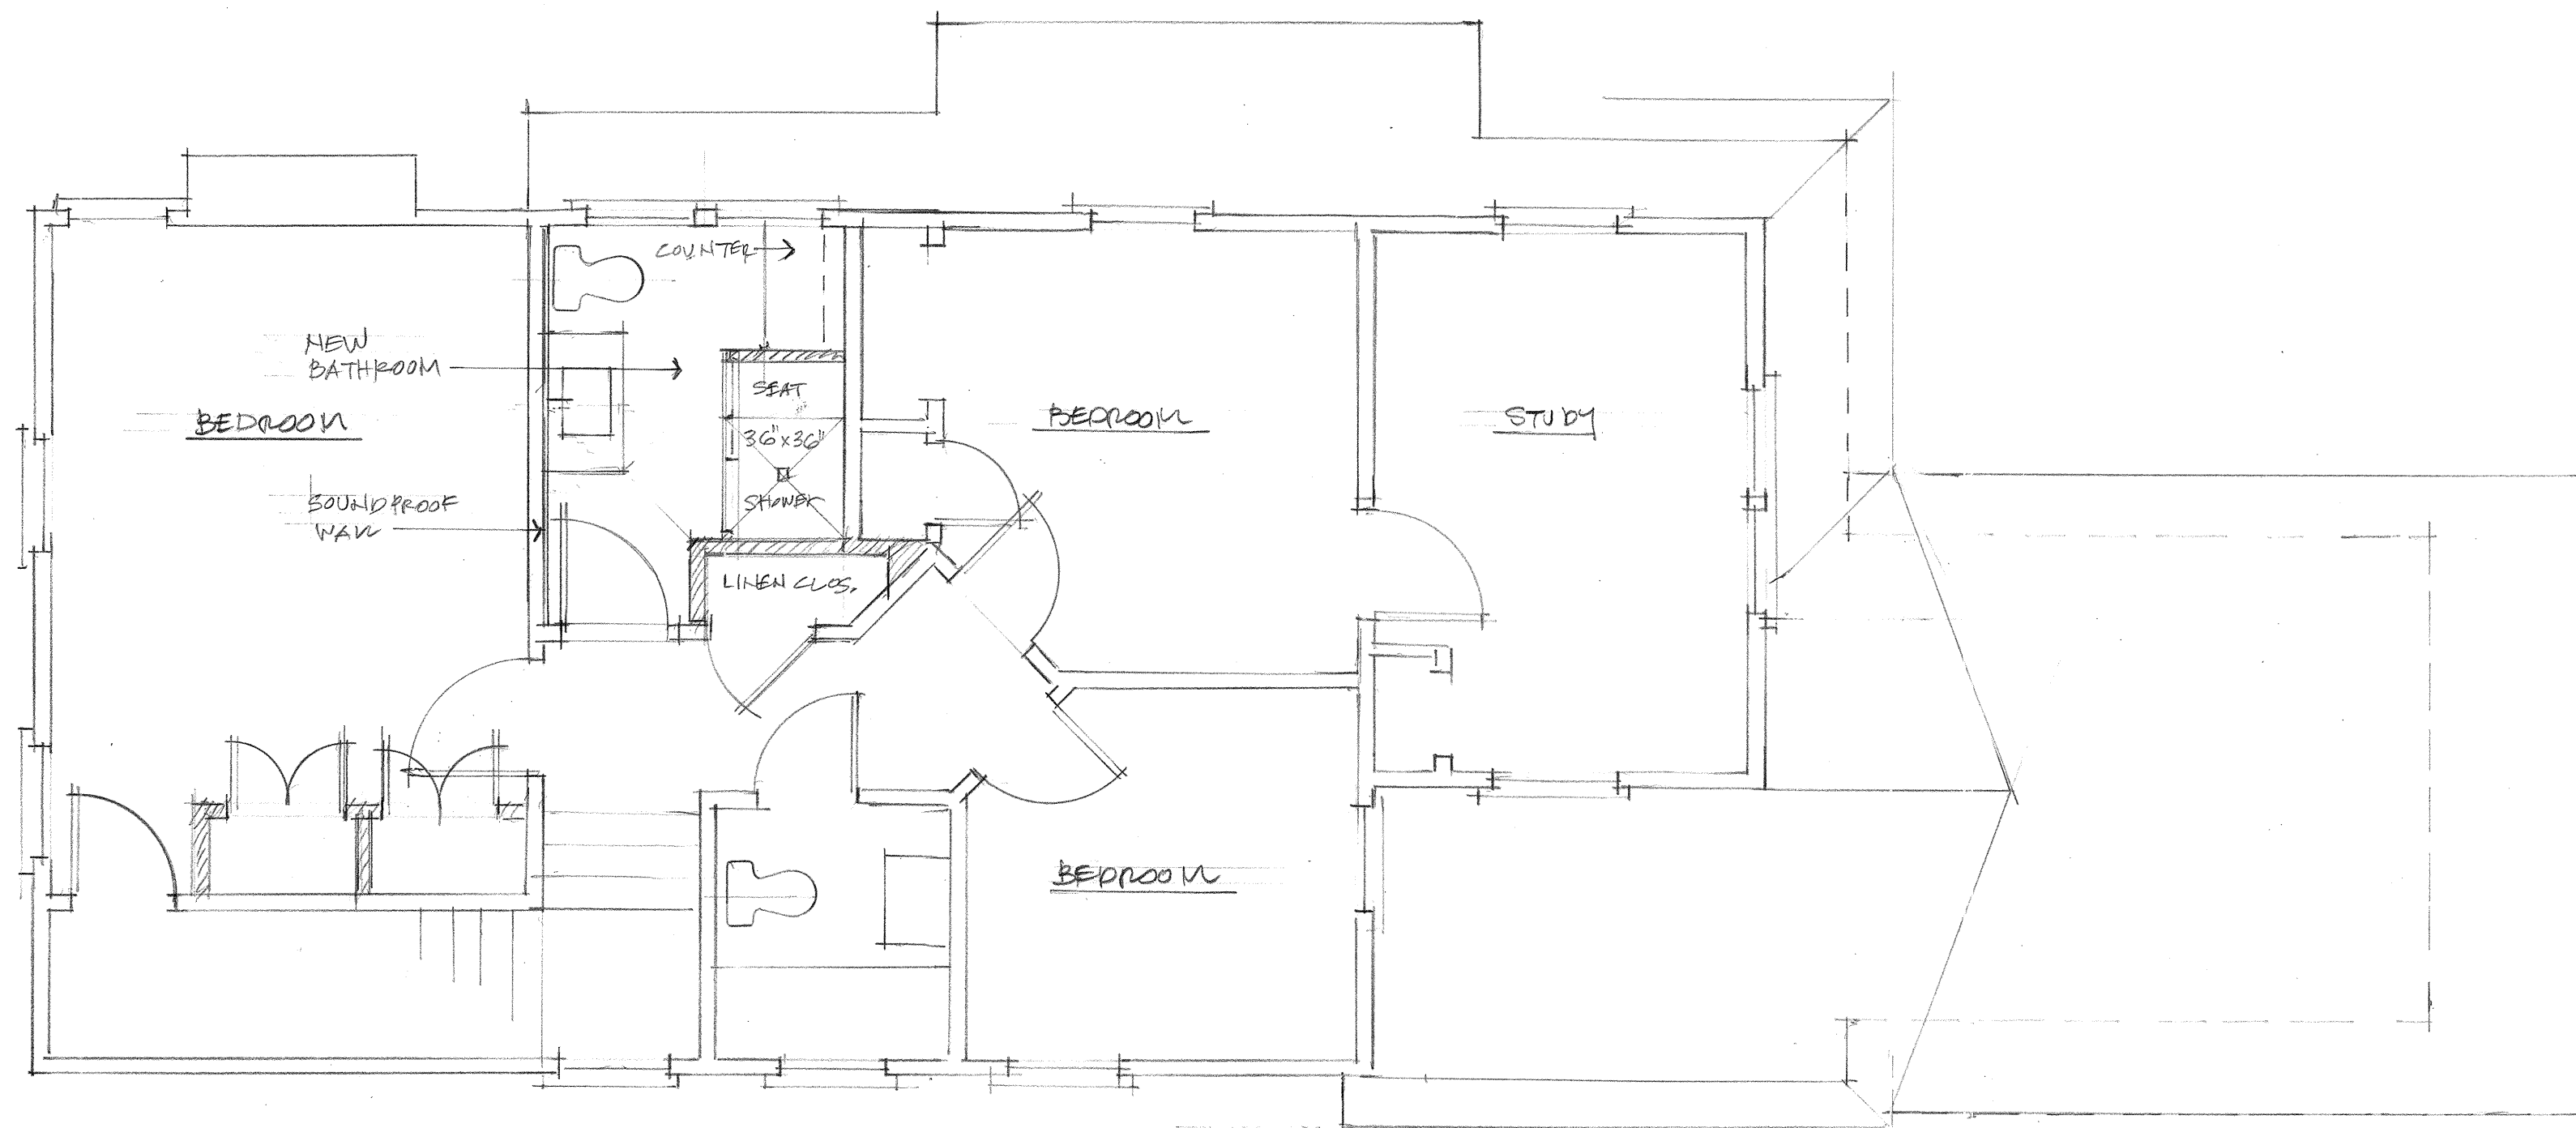 COUNTER
NEW
BATHROOM
BEDROOM
SEAT
36"x36"
SHOWER
BEDROOM
STUDY
SOUNDPROOF
WALL
LINEN CLOS.
BEDROOM